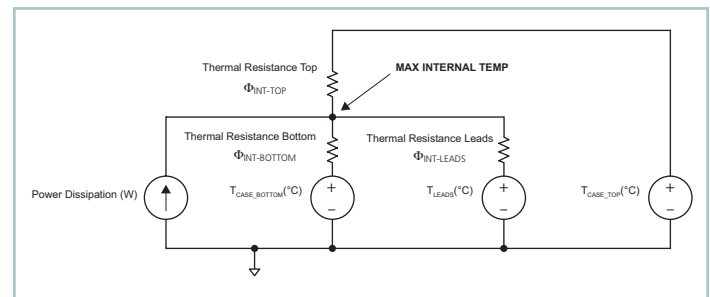 Thermal Resistance Top
ΦINT-TOP
MAX INTERNAL TEMP
Thermal Resistance Bottom
ΦINT-BOTTOM
Thermal Resistance Leads
ΦINT-LEADS
Power Dissipation (W)
TCASE_BOTTOM(°C)
+
–
TLEADS(°C)
+
–
TCASE_TOP(°C)
+
–